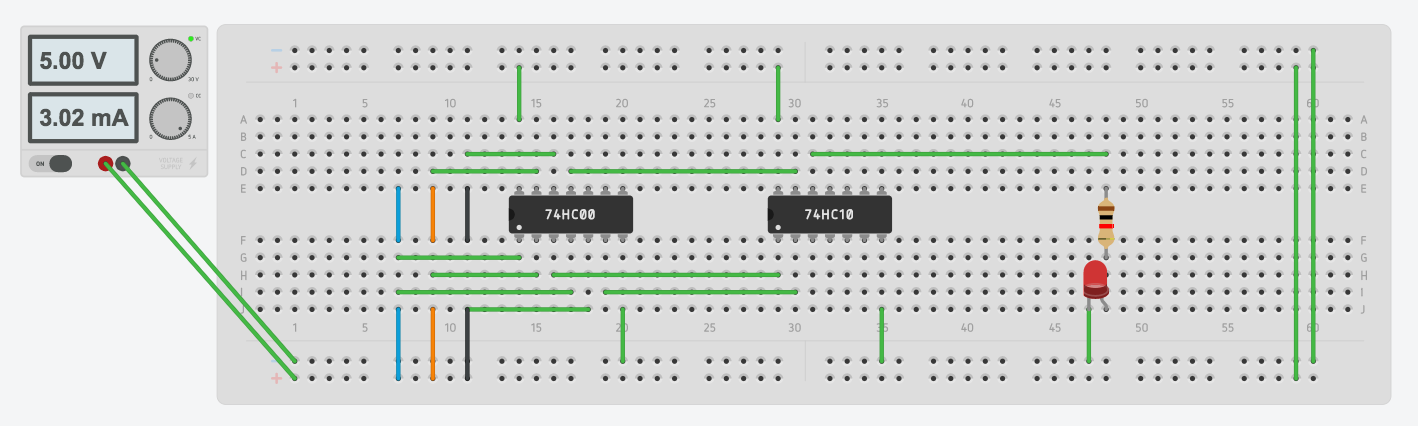 5.00 V
VC
0
30 V
3.02 mA
CC
0
5 A
ON
VOLTAGE
SUPPLY
−
+
1 5 10 15 20 25 30 35 40 45 50 55 60
A A
B B
C C
D D
E E
74HC00 74HC10
F F
G G
H H
I I
J J
1 5 10 15 20 25 30 35 40 45 50 55 60
+